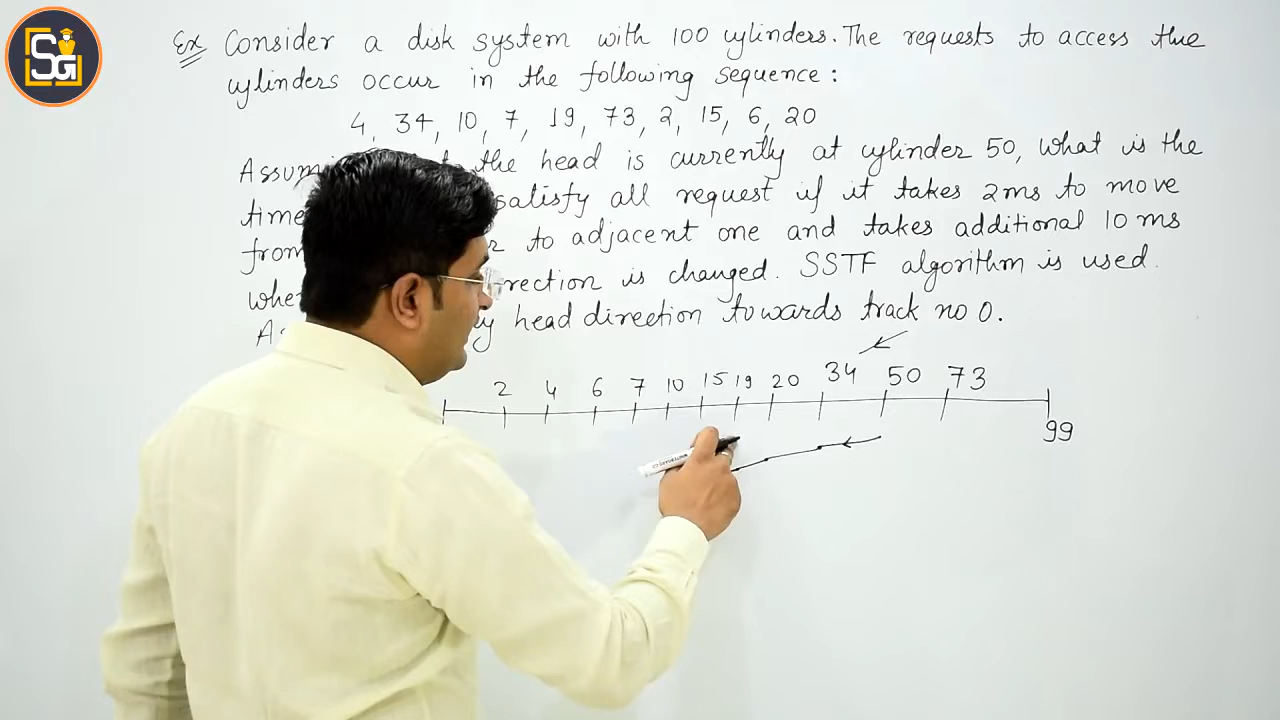 SG
Ex Consider a disk system with 100 cylinders. The requests to access the
cylinders occur in the following sequence :
4, 34, 10, 7, 19, 73, 2, 15, 6, 20
the head is currently at cylinder 50, what is the
time satisfy all request if it takes 2ms to move
from to adjacent one and takes additional 10 ms
is changed. SSTF algorithm is used.
head direction towards track no 0.
2 4 6 7 10 15 19 20 34 50 73
99